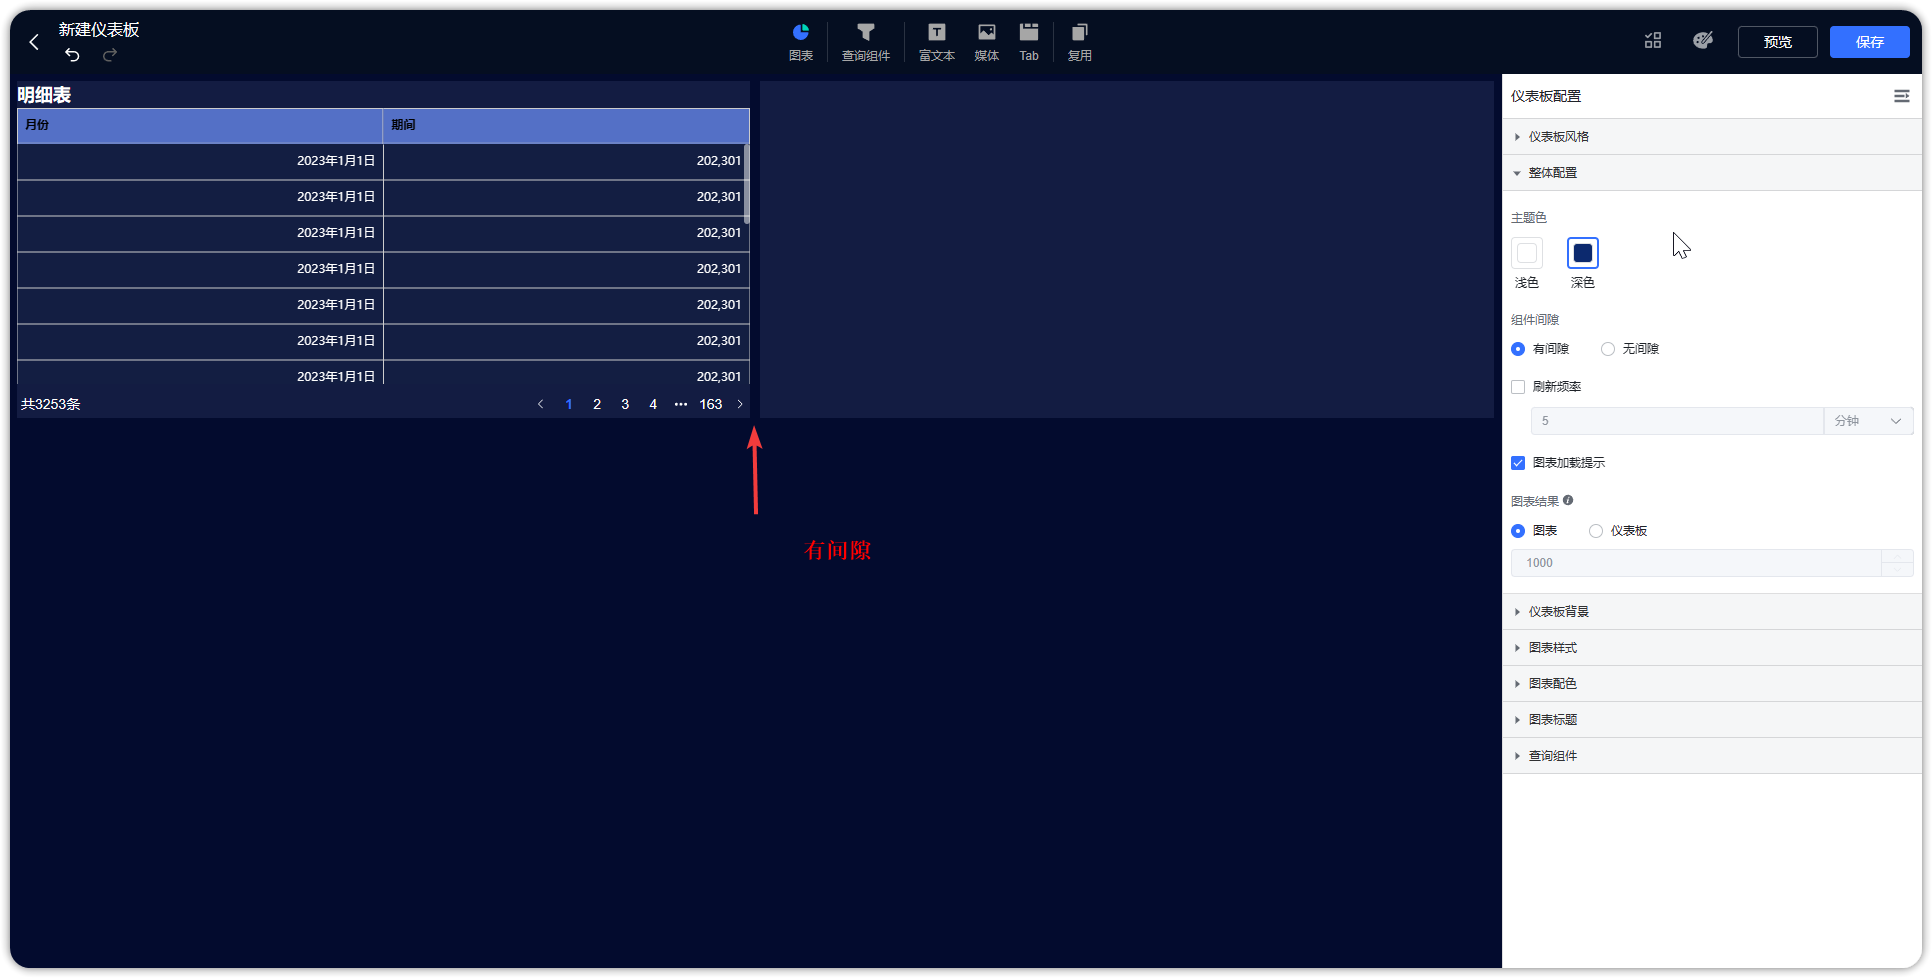 新建仪表板
图表
查询组件
富文本
媒体
Tab
复用
预览
保存
明细表
月份 期间
2023年1月1日 202,301
2023年1月1日 202,301
2023年1月1日 202,301
2023年1月1日 202,301
2023年1月1日 202,301
2023年1月1日 202,301
2023年1月1日 202,301
共3253条 1 2 3 4 ··· 163
有间隙
仪表板配置
仪表板风格
整体配置
主题色
浅色 深色
组件间隙
有间隙 无间隙
刷新频率
5 分钟
图表加载提示
图表结果
图表 仪表板
1000
仪表板背景
图表样式
图表配色
图表标题
查询组件